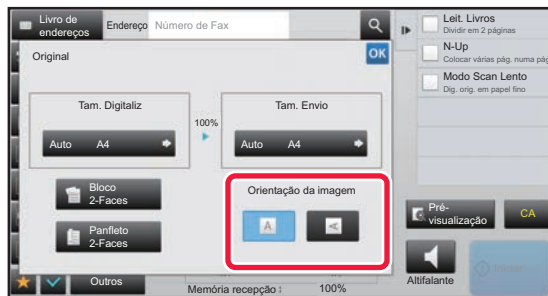 Livro de
endereços
Endereço
Número de Fax
Original
OK
Tam. Digitaliz
100%
Tam. Envio
Auto A4
Auto A4
Bloco
2-Faces
Panfleto
2-Faces
Orientação da imagem
A
A
Outros
Memória recepção : 100%
Leit. Livros
Dividir em 2 páginas
N-Up
Colocar várias pág. numa pág
Modo Scan Lento
Dig. orig. em papel fino
Pré-
visualização
CA
Altifalante
Iniciar